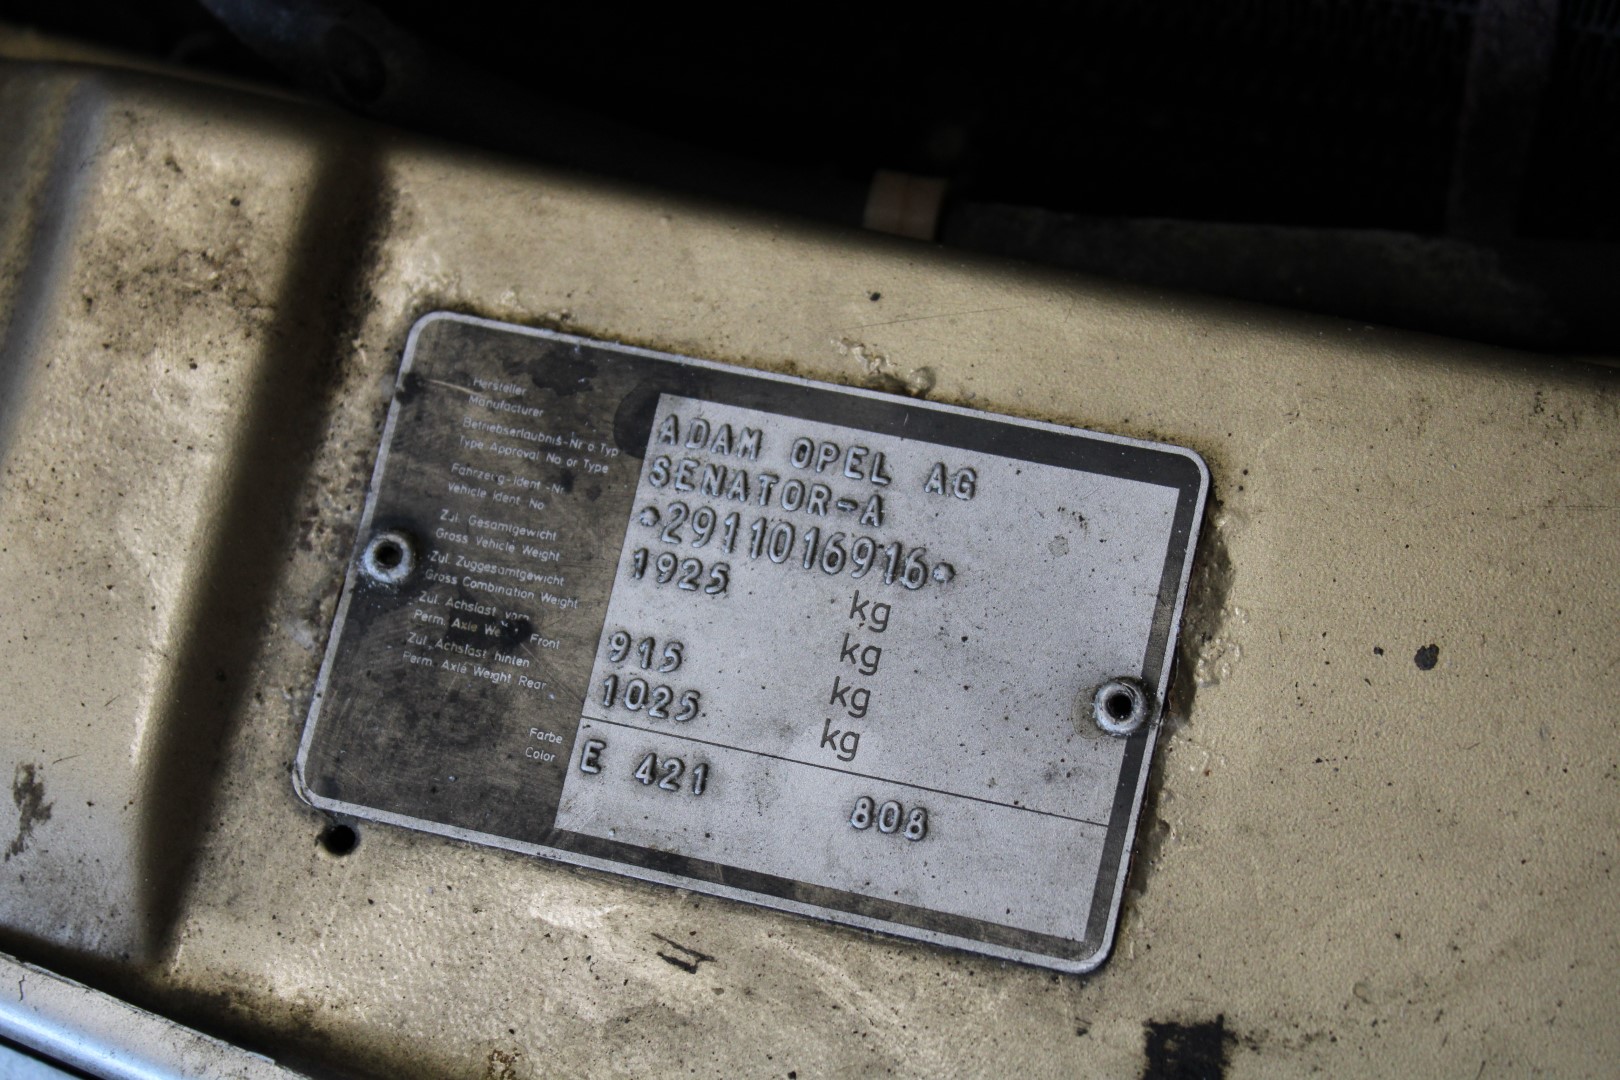 Hersteller
Manufacturer
ADAM OPEL AG
Betriebserlaubnis-Nr o Typ
Type Approval No or Type
SENATOR-A
Fahrzeug-Ident-Nr
Vehicle Ident No
*2911016916*
Zul. Gesamtgewicht
Gross Vehicle Weight
1925 kg
Zul. Zuggesamtgewicht
Gross Combination Weight
kg
Zul. Achslast vorn
Perm. Axle Front
915 kg
Zul. Achslast hinten
Perm. Axle Weight Rear
1025 kg
Farbe
Color
E 421 808